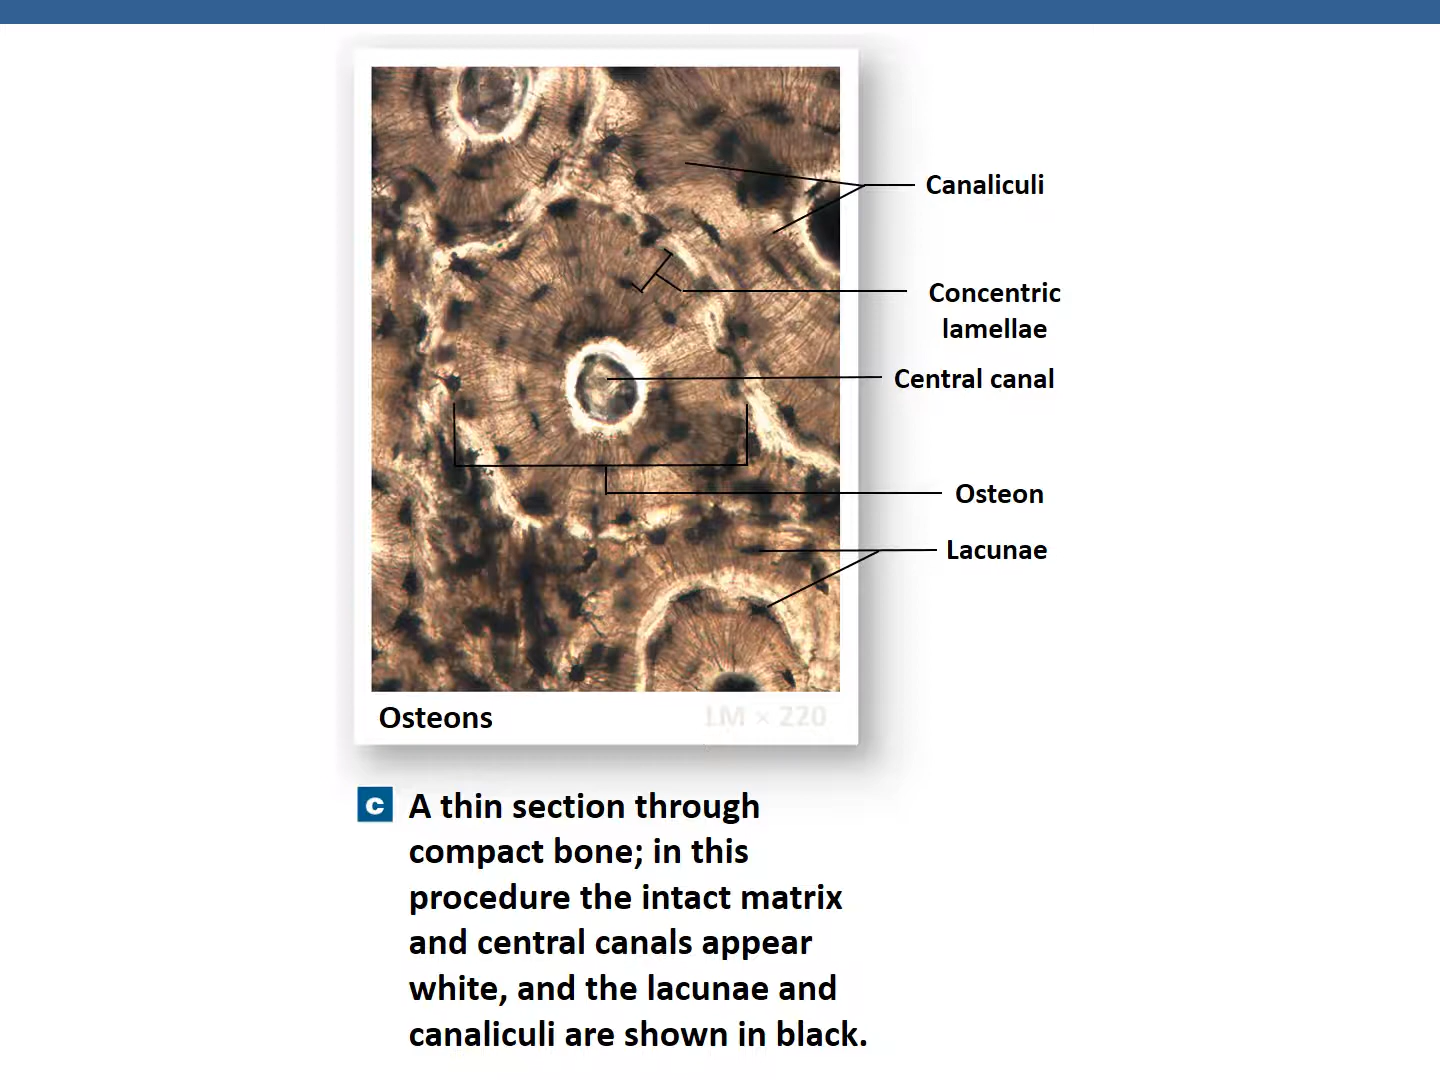 Canaliculi
Concentric
lamellae
Central canal
Osteon
Lacunae
Osteons
LM × 220
c
A thin section through
compact bone; in this
procedure the intact matrix
and central canals appear
white, and the lacunae and
canaliculi are shown in black.